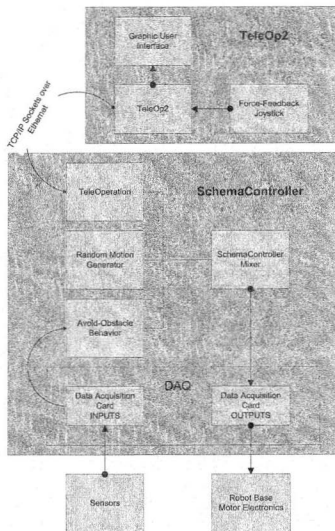 TeleOp2
Graphic User
Interface
TeleOp2
Force-Feedback
Joystick
TCP/IP Sockets over
Ethernet
SchemaController
TeleOperation
Random Motion
Generator
SchemaController
Mixer
Avoid-Obstacle
Behavior
DAQ
Data Acquisition
Card
INPUTS
Data Acquisition
Card
OUTPUTS
Sensors
Robot Base
Motor Electronics